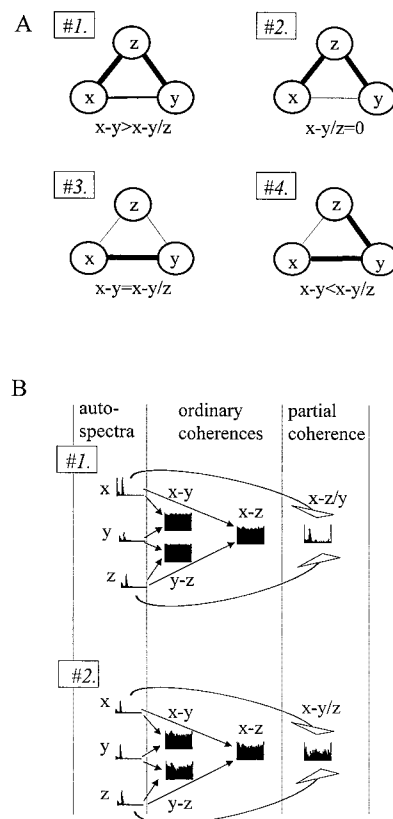 A
#1.
#2.
z
z
x
y
x
y
x-y>x-y/z
x-y/z=0
#3.
#4.
z
z
x
y
x
y
x-y=x-y/z
x-y<x-y/z
B
auto-
spectra
ordinary
coherences
partial
coherence
#1.
x
x-y
x-z
x-z/y
y
z
y-z
#2.
x
x-y
x-z
x-y/z
y
z
y-z